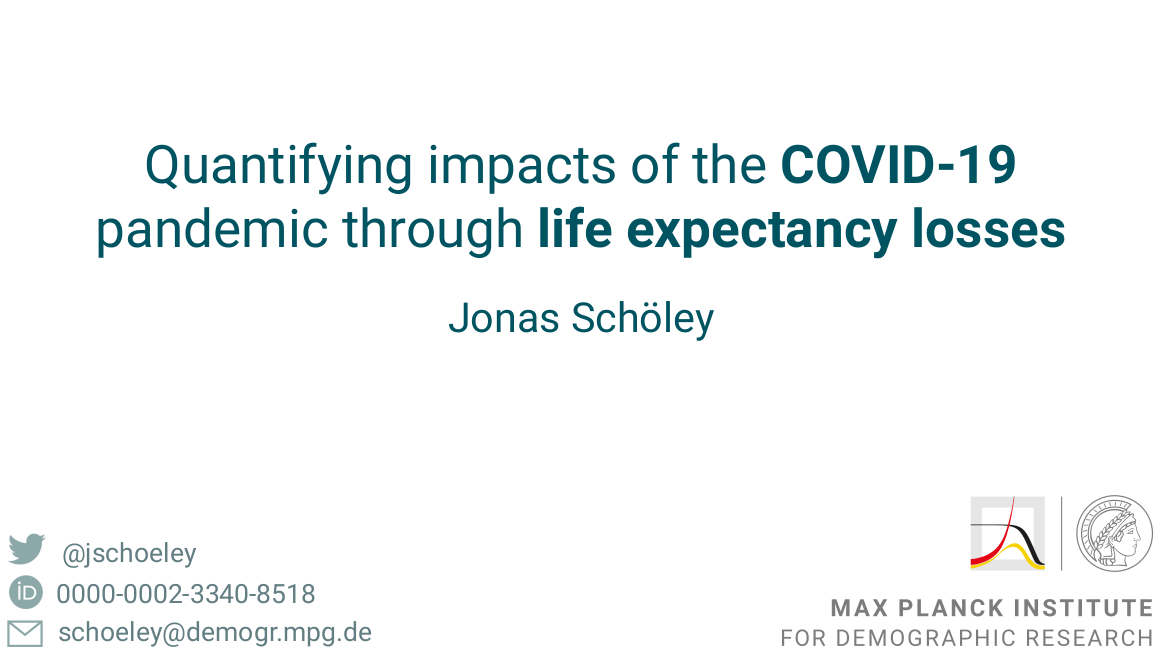 Quantifying impacts of the COVID-19
pandemic through life expectancy losses
Jonas Schöley
@jschoeley
iD 0000-0002-3340-8518
schoeley@demogr.mpg.de
MAX PLANCK INSTITUTE
FOR DEMOGRAPHIC RESEARCH